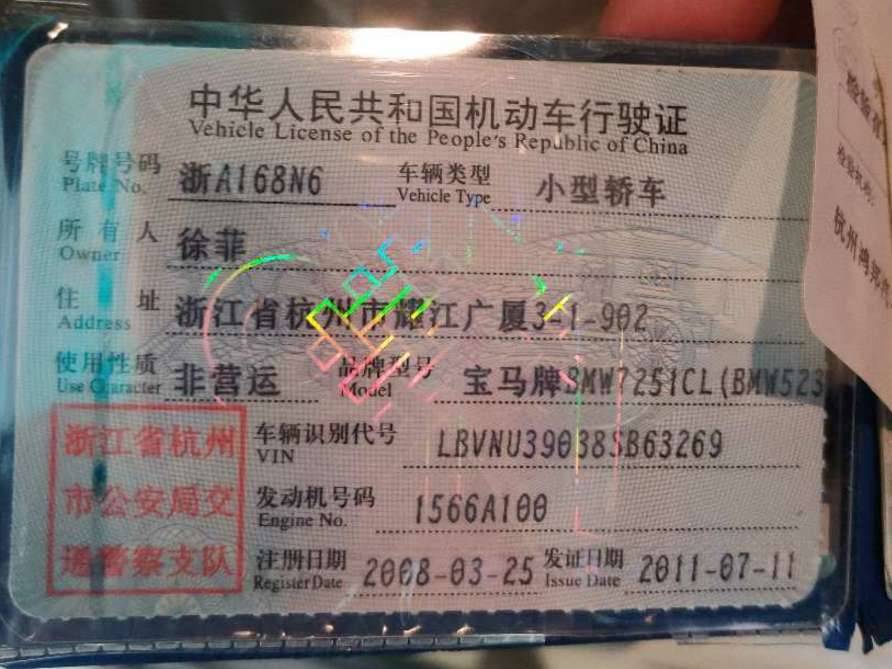 中华人民共和国机动车行驶证
Vehicle License of the People's Republic of China
号牌号码 浙A168N6 车辆类型 小型轿车
Plate No. Vehicle Type
所有人 徐菲
Owner
住址 浙江省杭州市耀江广厦3-1-902
Address
使用性质 非营运 品牌型号 宝马牌BMW7251CL(BMW523
Use Character Model
浙江省杭州 车辆识别代号 LBVNU39038SB63269
VIN
市公安局交 发动机号码 1566A100
Engine No.
通警察支队 注册日期 2008-03-25 发证日期 2011-07-11
Register Date Issue Date
检验
杭州鸿邦